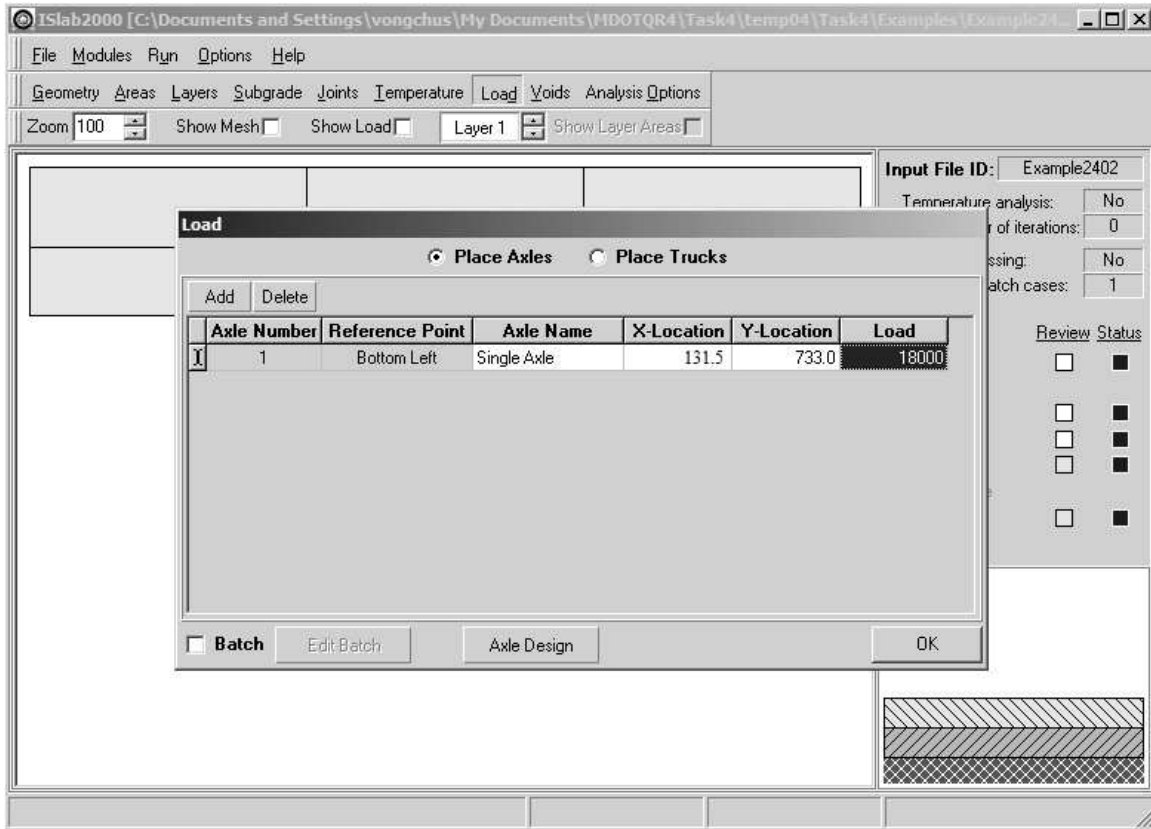 ISlab2000 [C:\Documents and Settings\vongchus\My Documents\MDOTQR4\Task4\temp04\Task4\Examples\Example24...
File Modules Run Options Help
Geometry Areas Layers Subgrade Joints Temperature Load Voids Analysis Options
Zoom 100 Show Mesh Show Load Layer 1 Show Layer Areas
Input File ID: Example2402
Temperature analysis: No
r of iterations: 0
ssing: No
atch cases: 1
Review Status
Load
Place Axles Place Trucks
Add Delete
Axle Number Reference Point Axle Name X-Location Y-Location Load
1 Bottom Left Single Axle 131.5 733.0 18000
Batch Edit Batch Axle Design OK